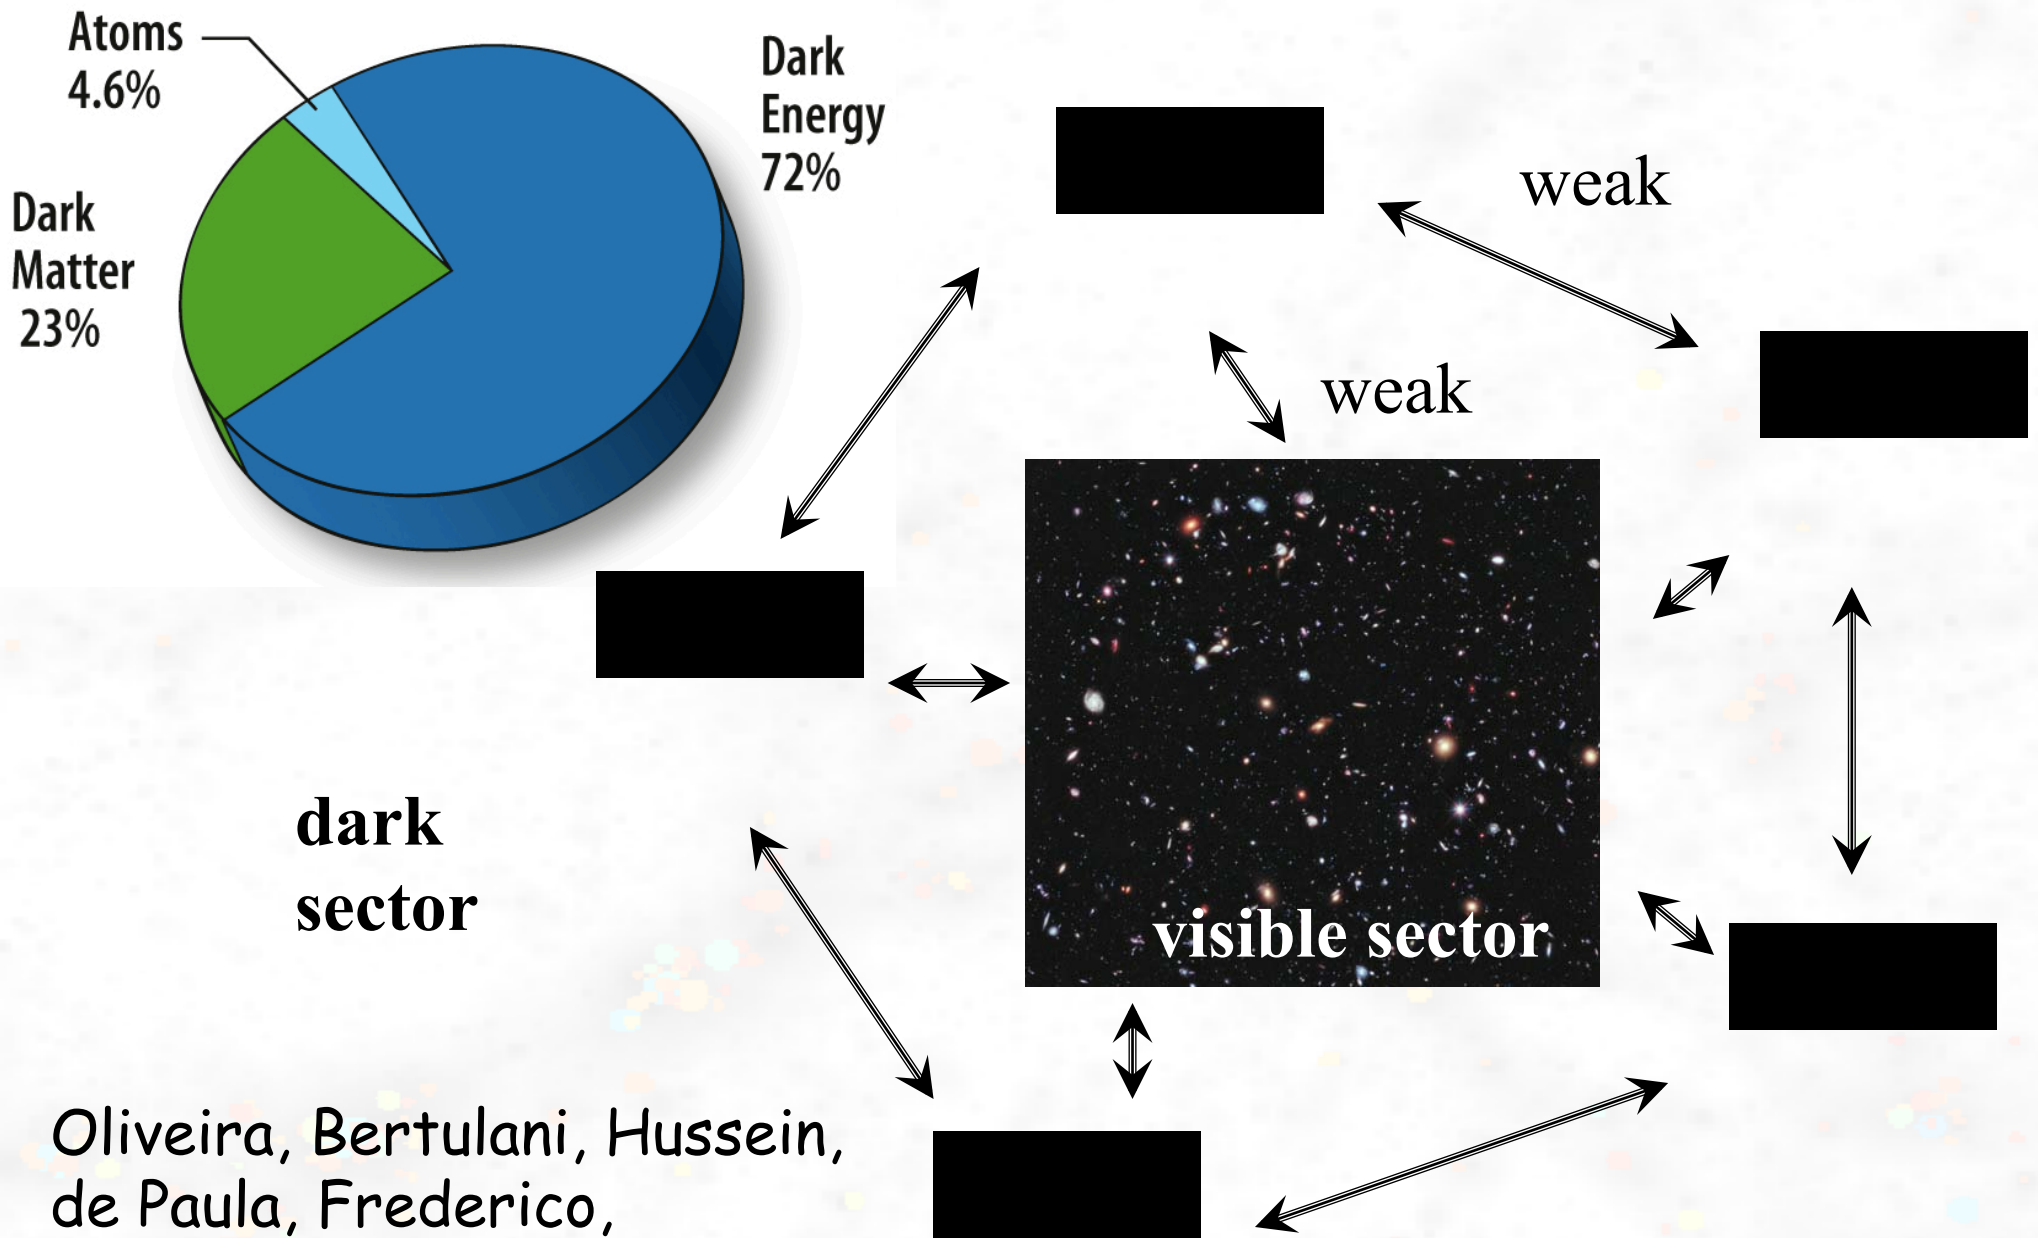 Atoms
4.6%
Dark
Energy
72%
Dark
Matter
23%
weak
weak
visible sector
dark
sector
Oliveira, Bertulani, Hussein,
de Paula, Frederico,